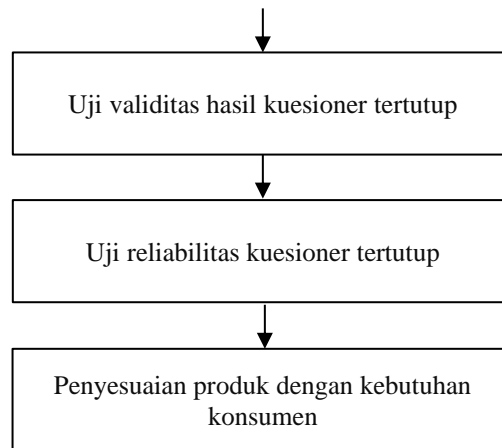 Uji validitas hasil kuesioner tertutup
Uji reliabilitas kuesioner tertutup
Penyesuaian produk dengan kebutuhan
konsumen